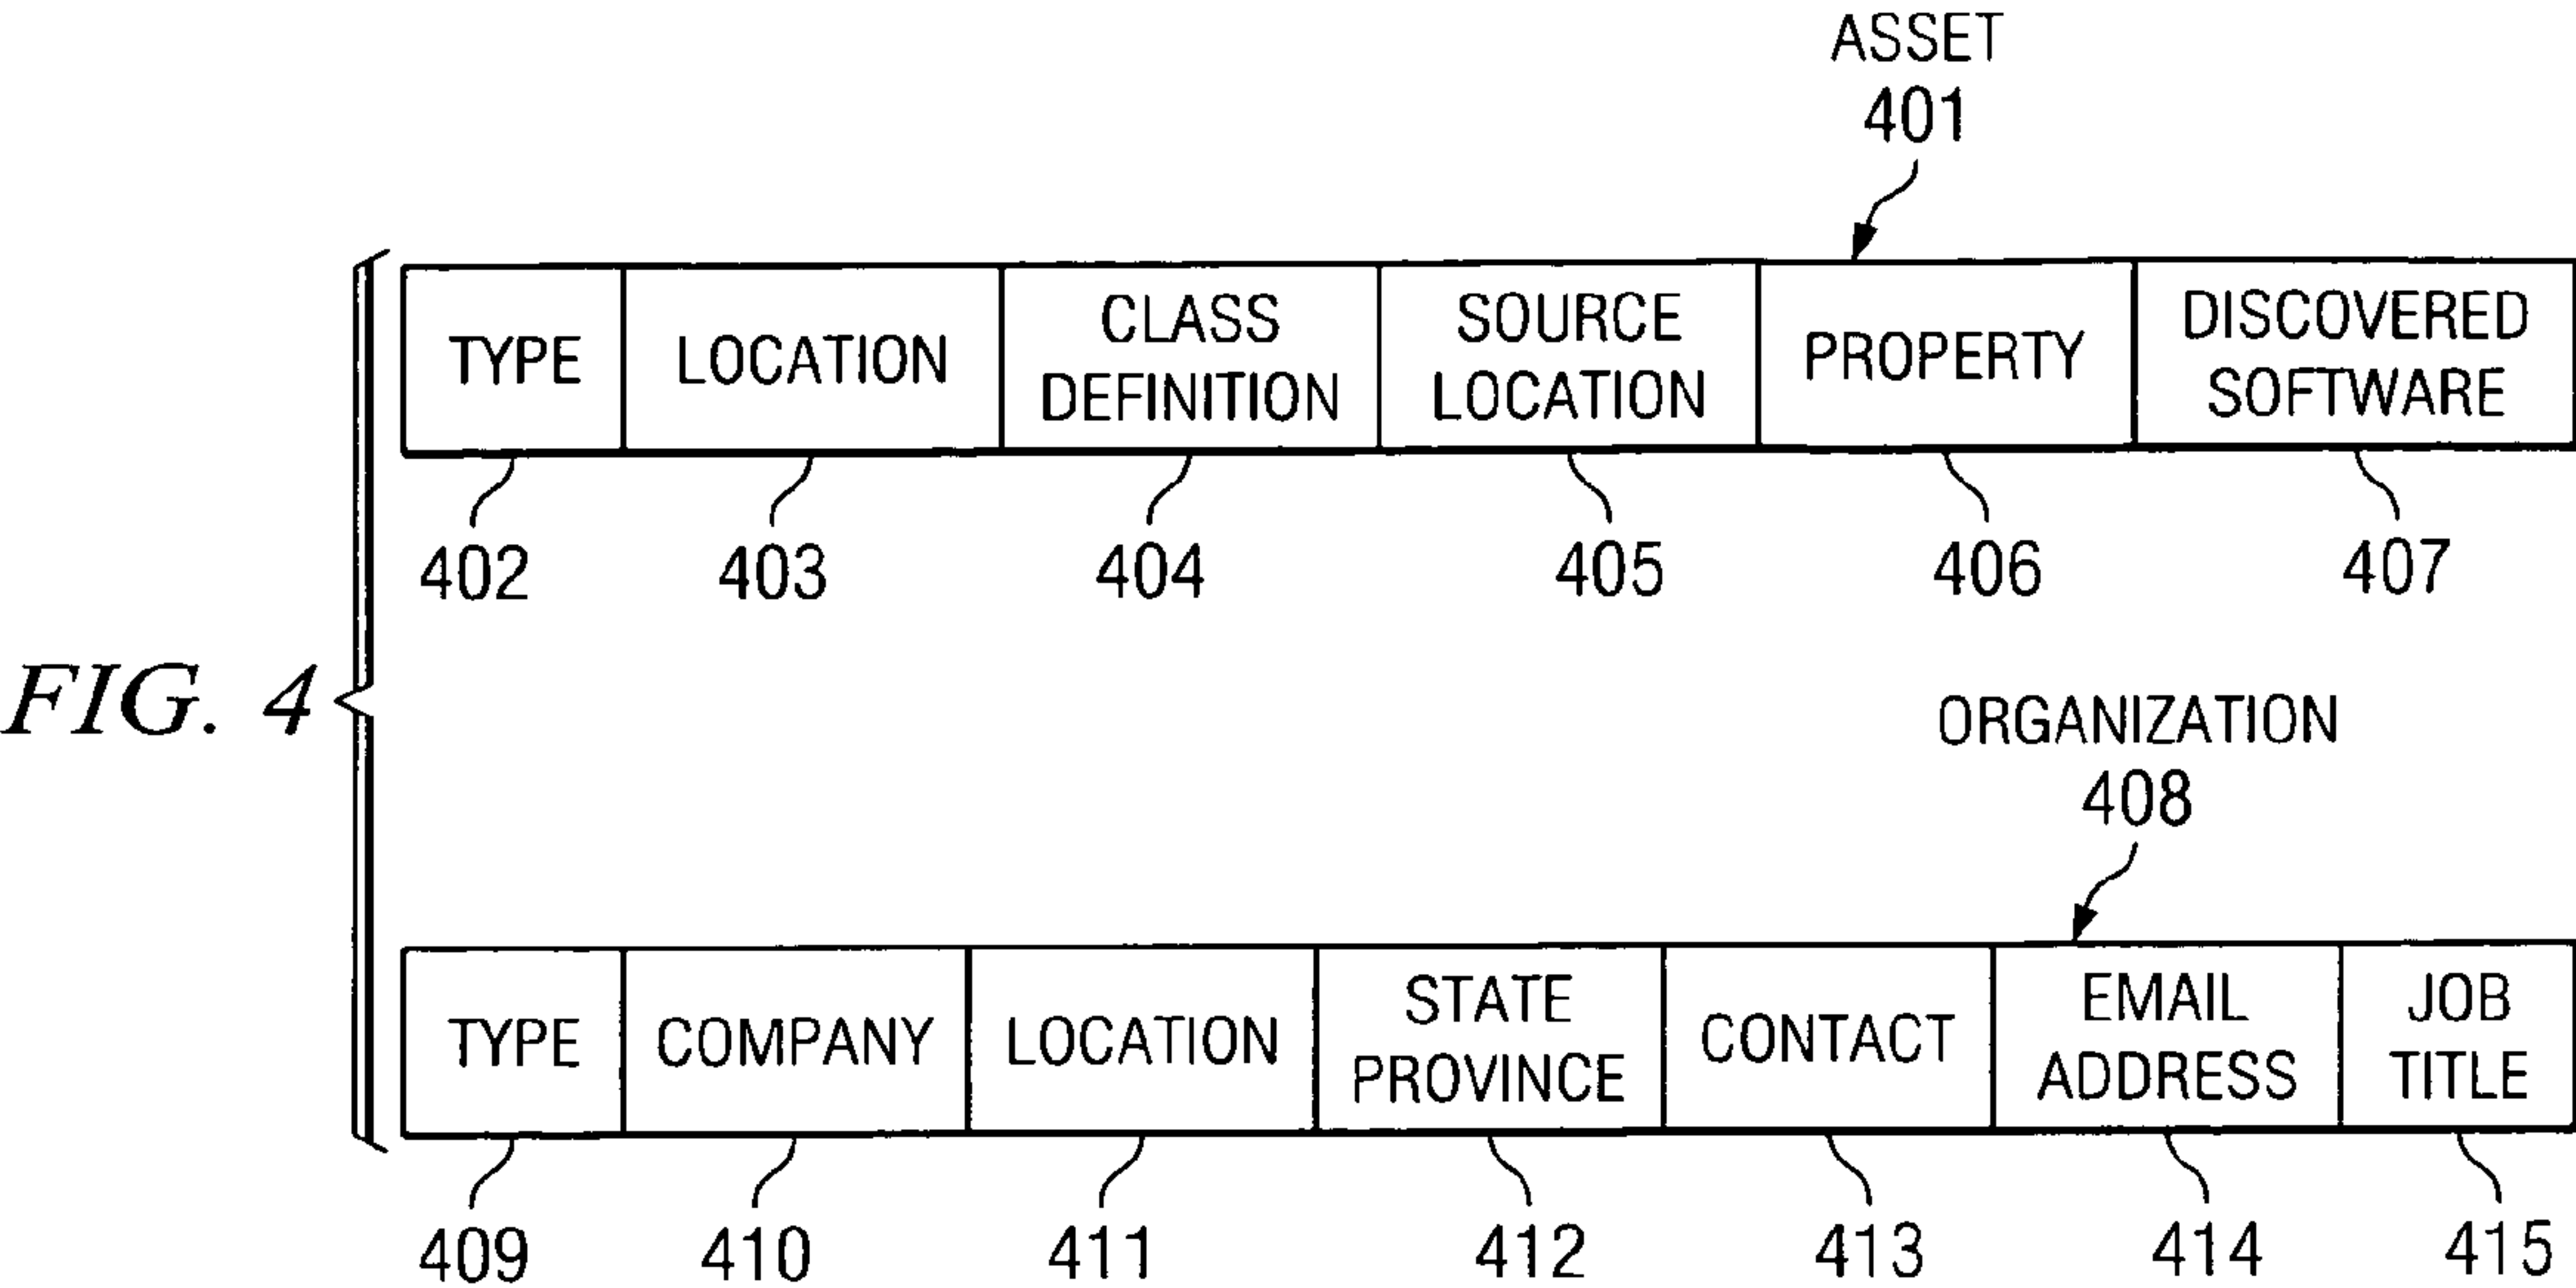 ASSET
401
TYPE
LOCATION
CLASS
DEFINITION
SOURCE
LOCATION
PROPERTY
DISCOVERED
SOFTWARE
402
403
404
405
406
407
FIG. 4
ORGANIZATION
408
TYPE
COMPANY
LOCATION
STATE
PROVINCE
CONTACT
EMAIL
ADDRESS
JOB
TITLE
409
410
411
412
413
414
415